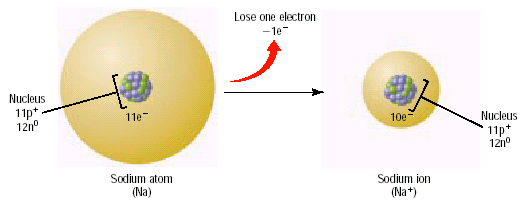 Lose one electron
−1e⁻
Nucleus
11p⁺
12n⁰
11e⁻
10e⁻
Nucleus
11p⁺
12n⁰
Sodium atom
(Na)
Sodium ion
(Na⁺)